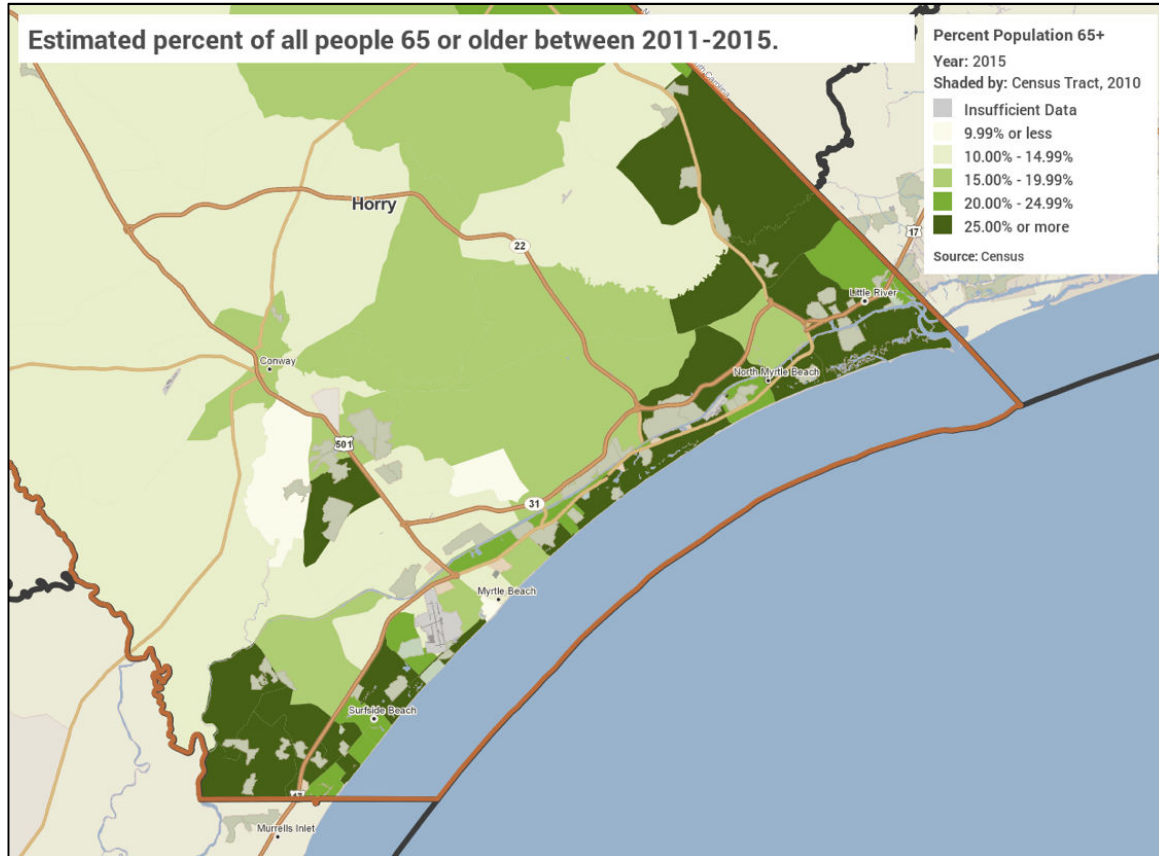 Estimated percent of all people 65 or older between 2011-2015.
Percent Population 65+
Year: 2015
Shaded by: Census Tract, 2010
Insufficient Data
9.99% or less
10.00% - 14.99%
15.00% - 19.99%
20.00% - 24.99%
25.00% or more
Source: Census
Horry
22
17
Little River
Conway
North Myrtle Beach
501
31
Myrtle Beach
Surfside Beach
Murrells Inlet